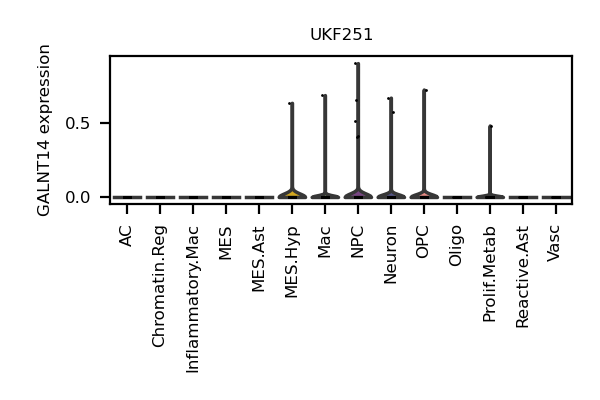 UKF251
GALNT14 expression
0.5
0.0
AC
Chromatin.Reg
Inflammatory.Mac
MES
MES.Ast
MES.Hyp
Mac
NPC
Neuron
OPC
Oligo
Prolif.Metab
Reactive.Ast
Vasc